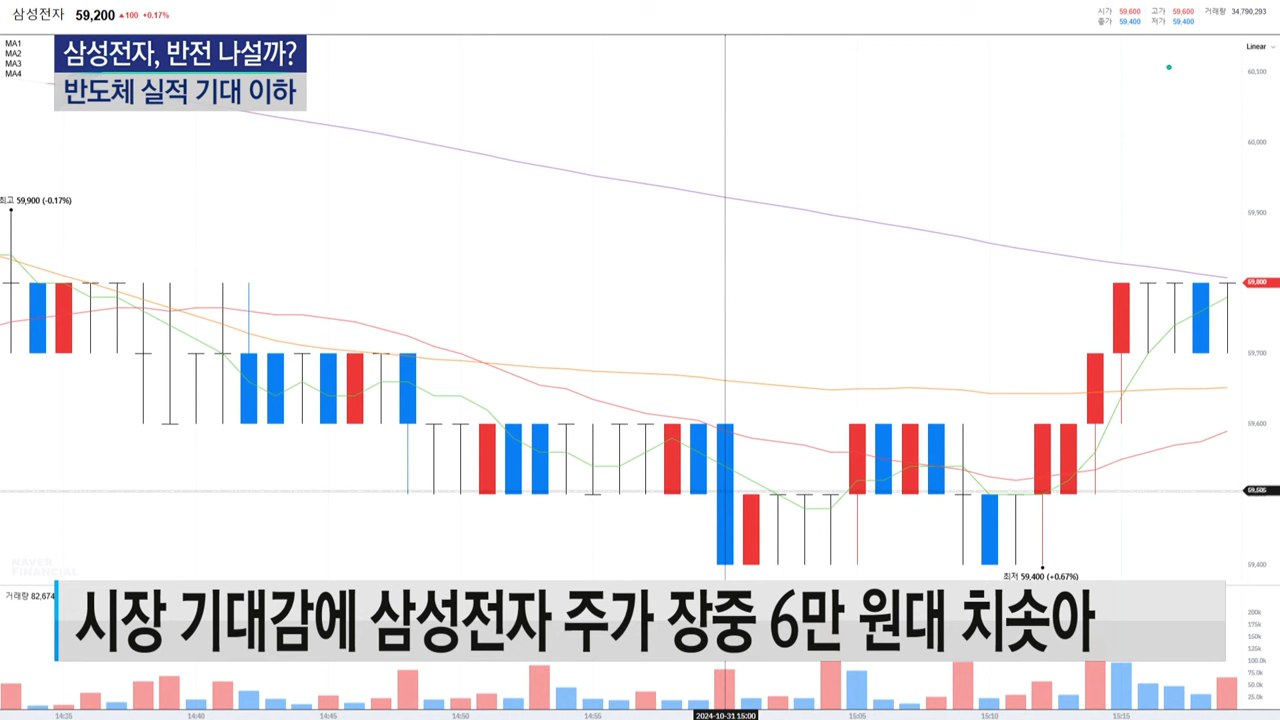 삼성전자 59,200 ▲100 +0.17%
시가 59,600 고가 59,600 거래량 34,790,293
종가 59,400 저가 59,400
MA1
MA2
MA3
MA4
삼성전자, 반전 나설까?
반도체 실적 기대 이하
Linear
60,100
60,000
59,900
59,800
59,700
59,600
59,505
59,400
최고 59,900 (-0.17%)
최저 59,400 (+0.67%)
NAVER
FINANCIAL
거래량 82,674
시장 기대감에 삼성전자 주가 장중 6만 원대 치솟아
200k
175k
150k
125k
100.0k
75.0k
50.0k
25.0k
14:35
14:40
14:45
14:50
14:55
2024-10-31 15:00
15:05
15:10
15:15